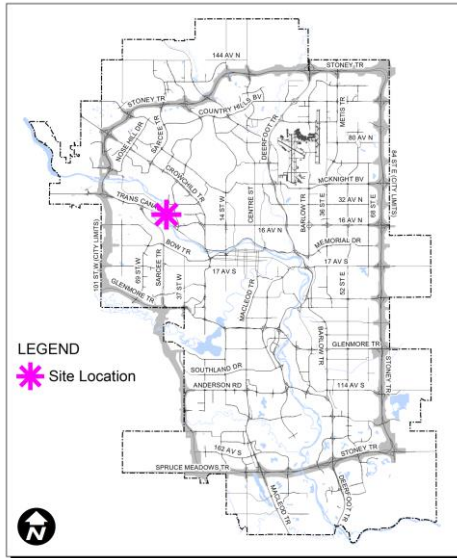 144 AV N
STONEY TR
STONEY TR
COUNTRY HILLS BV
NOSE HILL DR
SARCEE TR
DEERFOOT TR
METIS TR
80 AV N
CROWCHILD TR
MCKNIGHT BV
84 ST E (CITY LIMITS)
TRANS CANA
14 ST W
CENTRE ST
BARLOW TR
36 ST E
32 AV N
68 ST E
16 AV N
16 AV N
101 ST W (CITY LIMITS)
BOW TR
MEMORIAL DR
69 ST W
SARCEE TR
37 ST W
17 AV S
17 AV S
GLENMORE TR
MACLEOD TR
52 ST E
BARLOW TR
GLENMORE TR
STONEY TR
LEGEND
Site Location
SOUTHLAND DR
ANDERSON RD
114 AV S
162 AV S
STONEY TR
SPRUCE MEADOWS TR
MACLEOD TR
DEERFOOT TR
N